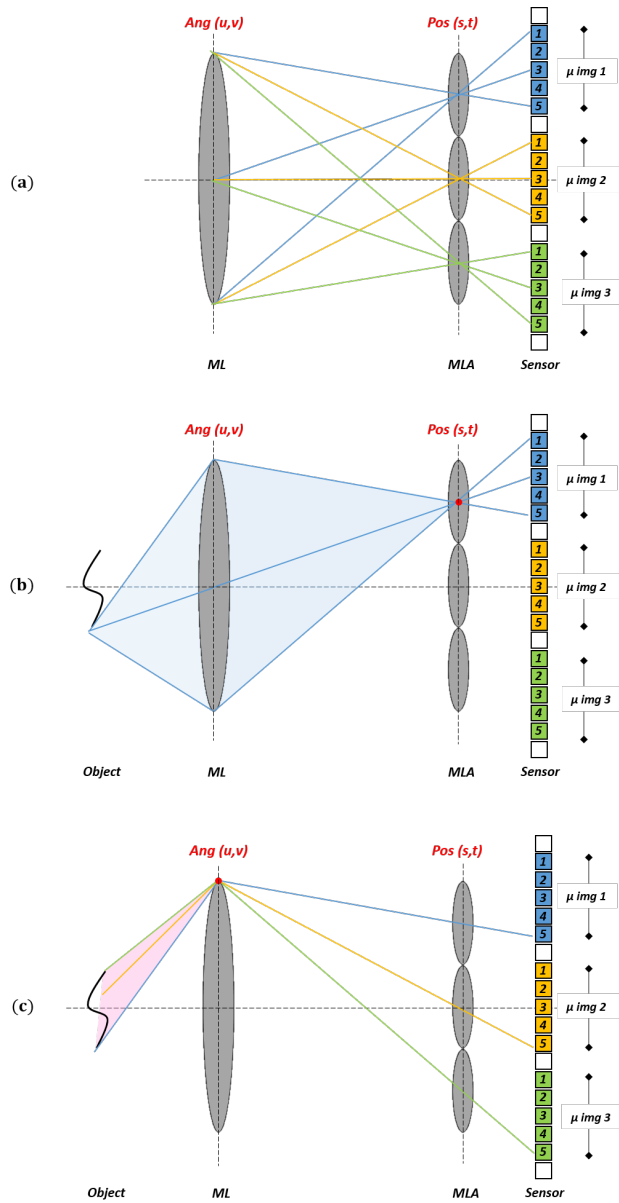 Ang (u,v) Pos (s,t)
1
2
3
4
5
μ img 1
1
2
3
4
5
μ img 2
(a)
1
2
3
4
5
μ img 3
ML MLA Sensor
Ang (u,v) Pos (s,t)
1
2
3
4
5
μ img 1
1
2
3
4
5
μ img 2
(b)
1
2
3
4
5
μ img 3
Object ML MLA Sensor
Ang (u,v) Pos (s,t)
1
2
3
4
5
μ img 1
1
2
3
4
5
μ img 2
(c)
1
2
3
4
5
μ img 3
Object ML MLA Sensor